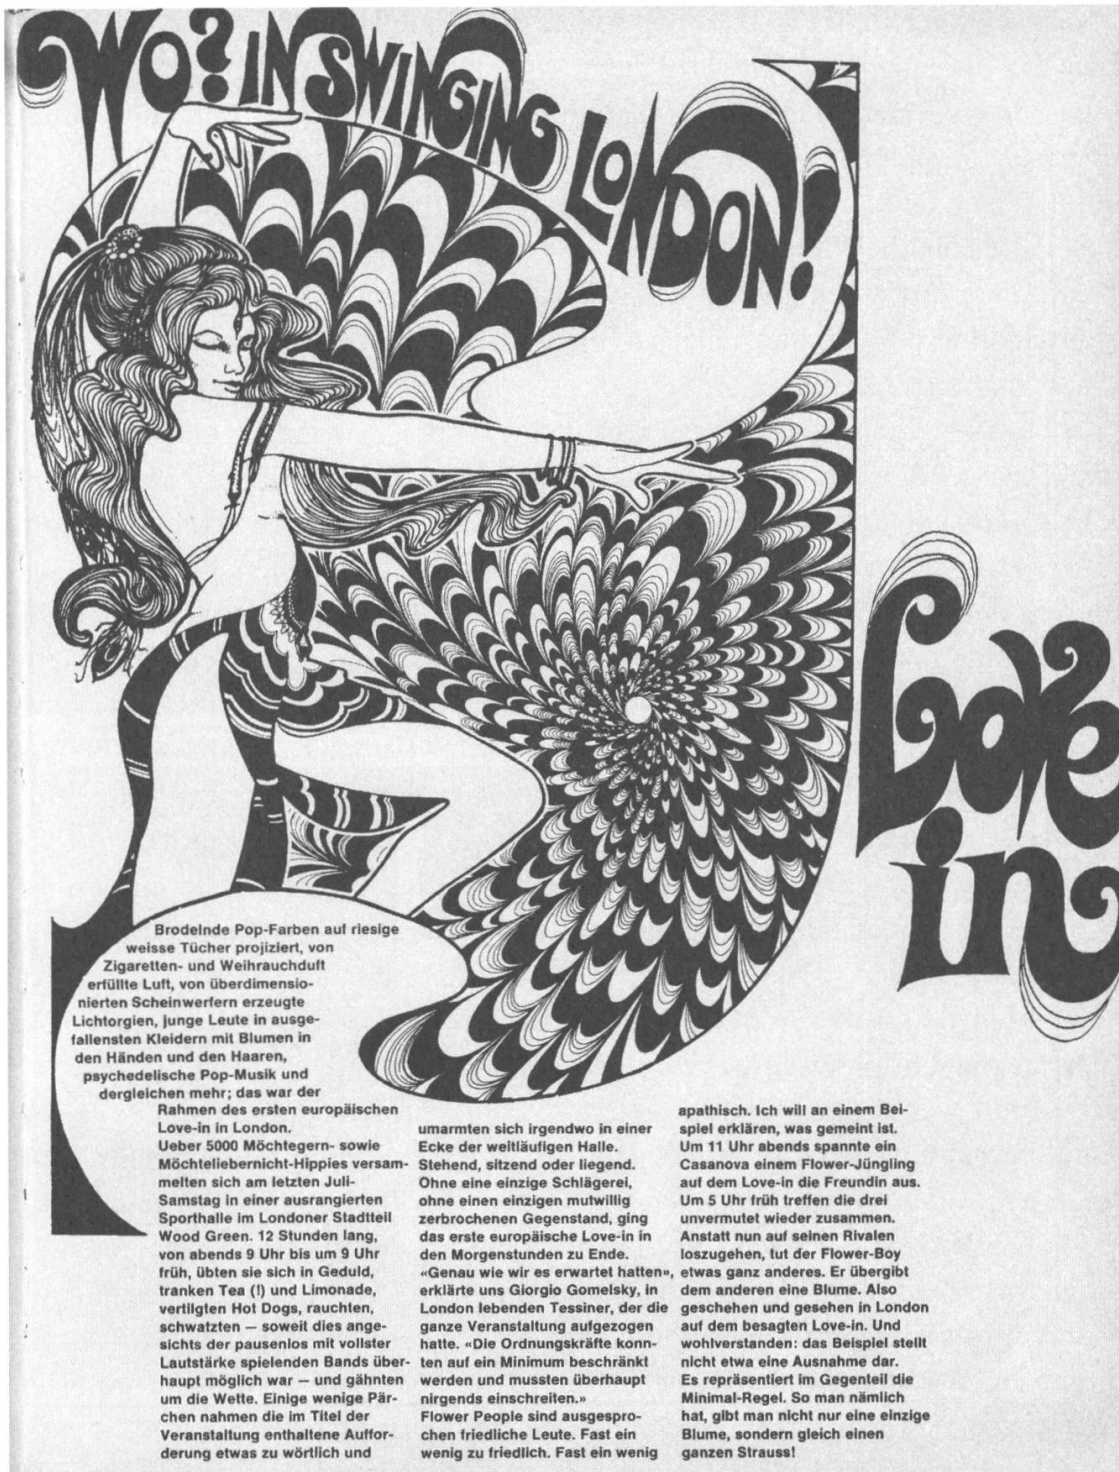 WO? IN SWINGING LONDON!
Love
in
Brodelnde Pop-Farben auf riesige
weisse Tücher projiziert, von
Zigaretten- und Weihrauchduft
erfüllte Luft, von überdimensio-
nierten Scheinwerfern erzeugte
Lichtorgien, junge Leute in ausge-
fallensten Kleidern mit Blumen in
den Händen und den Haaren,
psychedelische Pop-Musik und
dergleichen mehr; das war der
Rahmen des ersten europäischen
Love-in in London.
Ueber 5000 Möchtegern- sowie
Möchteliebernicht-Hippies versam-
melten sich am letzten Juli-
Samstag in einer ausrangierten
Sporthalle im Londoner Stadtteil
Wood Green. 12 Stunden lang,
von abends 9 Uhr bis um 9 Uhr
früh, übten sie sich in Geduld,
tranken Tea (!) und Limonade,
vertilgten Hot Dogs, rauchten,
schwatzten — soweit dies ange-
sichts der pausenlos mit vollster
Lautstärke spielenden Bands über-
haupt möglich war — und gähnten
um die Wette. Einige wenige Pär-
chen nahmen die im Titel der
Veranstaltung enthaltene Auffor-
derung etwas zu wörtlich und
umarmten sich irgendwo in einer
Ecke der weitläufigen Halle.
Stehend, sitzend oder liegend.
Ohne eine einzige Schlägerei,
ohne einen einzigen mutwillig
zerbrochenen Gegenstand, ging
das erste europäische Love-in in
den Morgenstunden zu Ende.
«Genau wie wir es erwartet hatten»,
erklärte uns Giorgio Gomelsky, in
London lebenden Tessiner, der die
ganze Veranstaltung aufgezogen
hatte. «Die Ordnungskräfte konn-
ten auf ein Minimum beschränkt
werden und mussten überhaupt
nirgends einschreiten.»
Flower People sind ausgespro-
chen friedliche Leute. Fast ein
wenig zu friedlich. Fast ein wenig
apathisch. Ich will an einem Bei-
spiel erklären, was gemeint ist.
Um 11 Uhr abends spannte ein
Casanova einem Flower-Jüngling
auf dem Love-in die Freundin aus.
Um 5 Uhr früh treffen die drei
unvermutet wieder zusammen.
Anstatt nun auf seinen Rivalen
loszugehen, tut der Flower-Boy
etwas ganz anderes. Er übergibt
dem anderen eine Blume. Also
geschehen und gesehen in London
auf dem besagten Love-in. Und
wohlverstanden: das Beispiel stellt
nicht etwa eine Ausnahme dar.
Es repräsentiert im Gegenteil die
Minimal-Regel. So man nämlich
hat, gibt man nicht nur eine einzige
Blume, sondern gleich einen
ganzen Strauss!